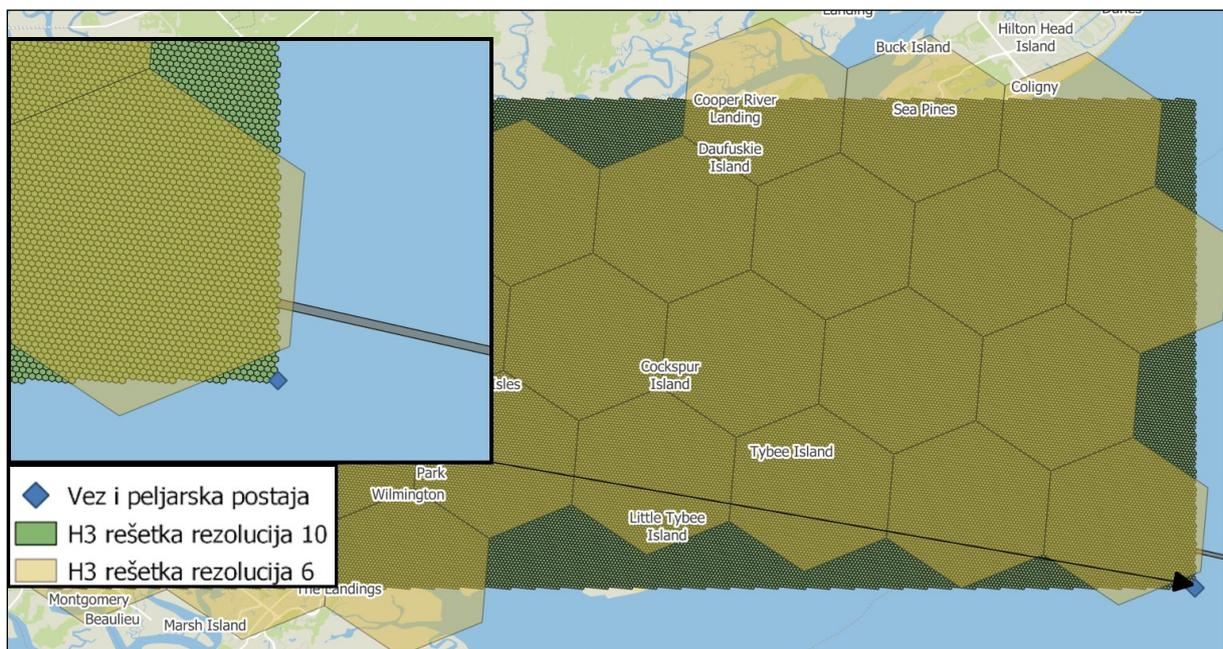 Landing
Dunes
Hilton Head
Island
Buck Island
Coligny
Cooper River
Landing
Sea Pines
Daufuskie
Island
Cockspur
Island
Isles
Tybee Island
Park
Wilmington
Little Tybee
Island
Vez i peljarska postaja
H3 rešetka rezolucija 10
H3 rešetka rezolucija 6
The Landings
Montgomery
Beaulieu
Marsh Island